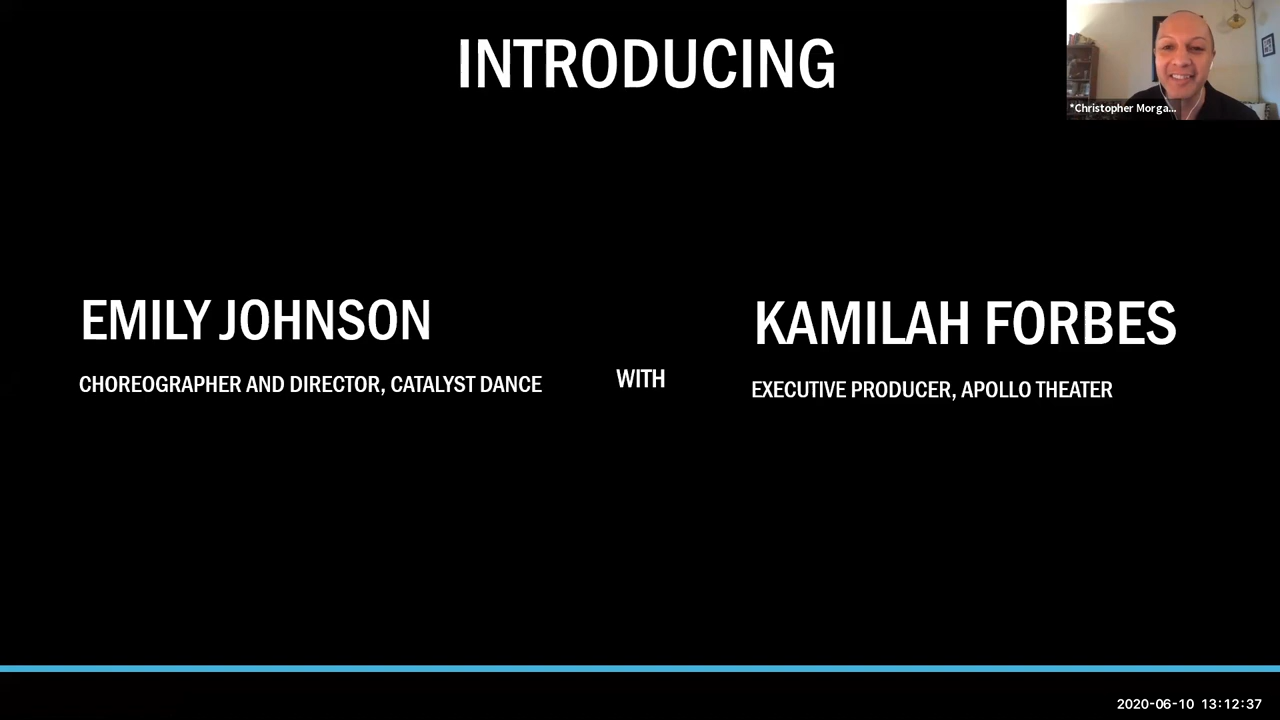 INTRODUCING
*Christopher Morga...
EMILY JOHNSON
CHOREOGRAPHER AND DIRECTOR, CATALYST DANCE
WITH
KAMILAH FORBES
EXECUTIVE PRODUCER, APOLLO THEATER
2020-06-10 13:12:37